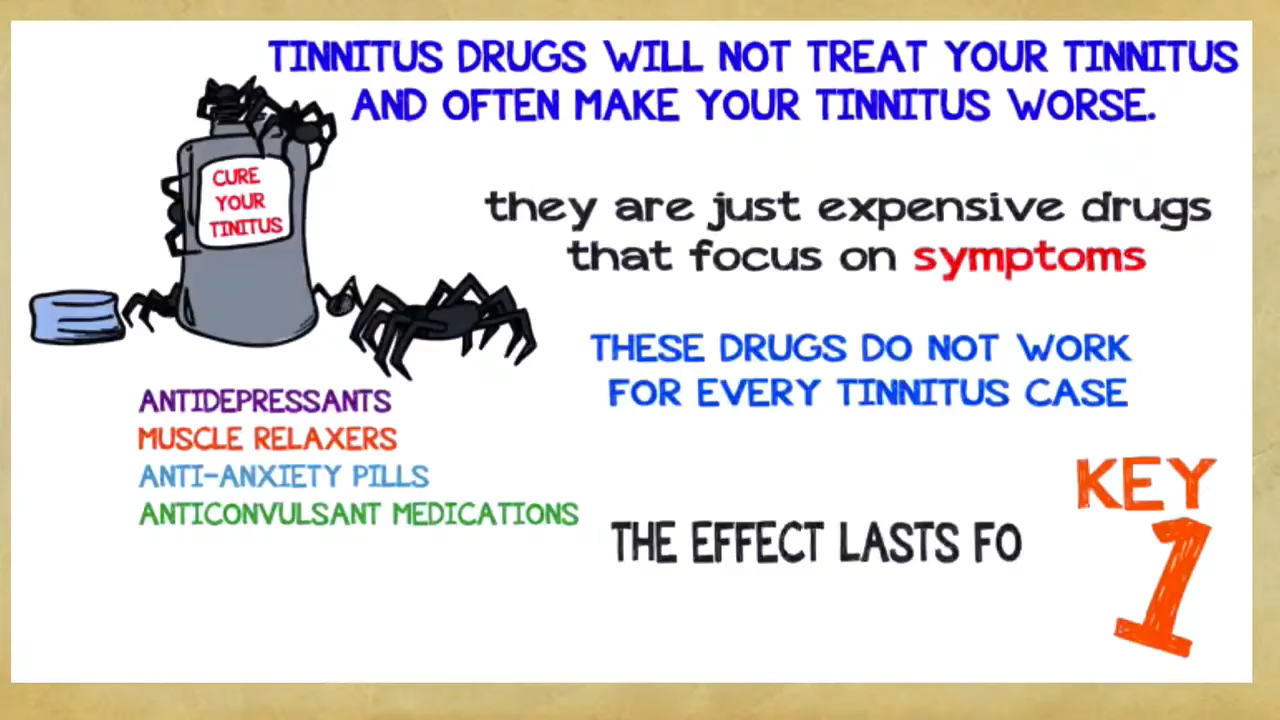 TINNITUS DRUGS WILL NOT TREAT YOUR TINNITUS
AND OFTEN MAKE YOUR TINNITUS WORSE.
CURE
YOUR
TINITUS
they are just expensive drugs
that focus on symptoms
THESE DRUGS DO NOT WORK
FOR EVERY TINNITUS CASE
ANTIDEPRESSANTS
MUSCLE RELAXERS
ANTI-ANXIETY PILLS
ANTICONVULSANT MEDICATIONS
THE EFFECT LASTS FO
KEY
1